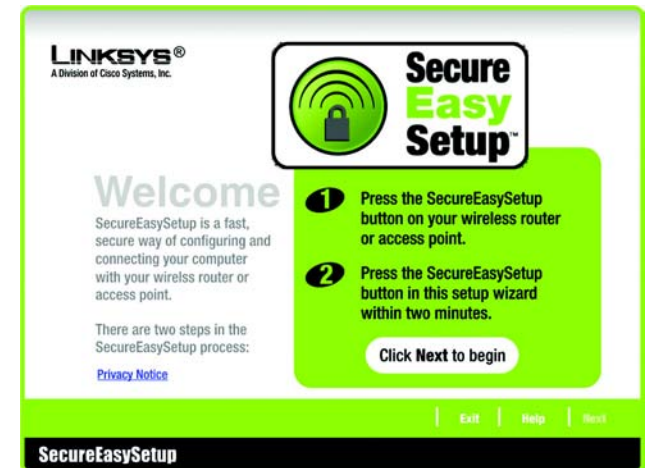 LINKSYS®
A Division of Cisco Systems, Inc.
Secure
Easy
Setup™
Welcome
SecureEasySetup is a fast,
secure way of configuring and
connecting your computer
with your wirelss router or
access point.
There are two steps in the
SecureEasySetup process:
Privacy Notice
1 Press the SecureEasySetup
button on your wireless router
or access point.
2 Press the SecureEasySetup
button in this setup wizard
within two minutes.
Click Next to begin
Exit
Help
Next
SecureEasySetup